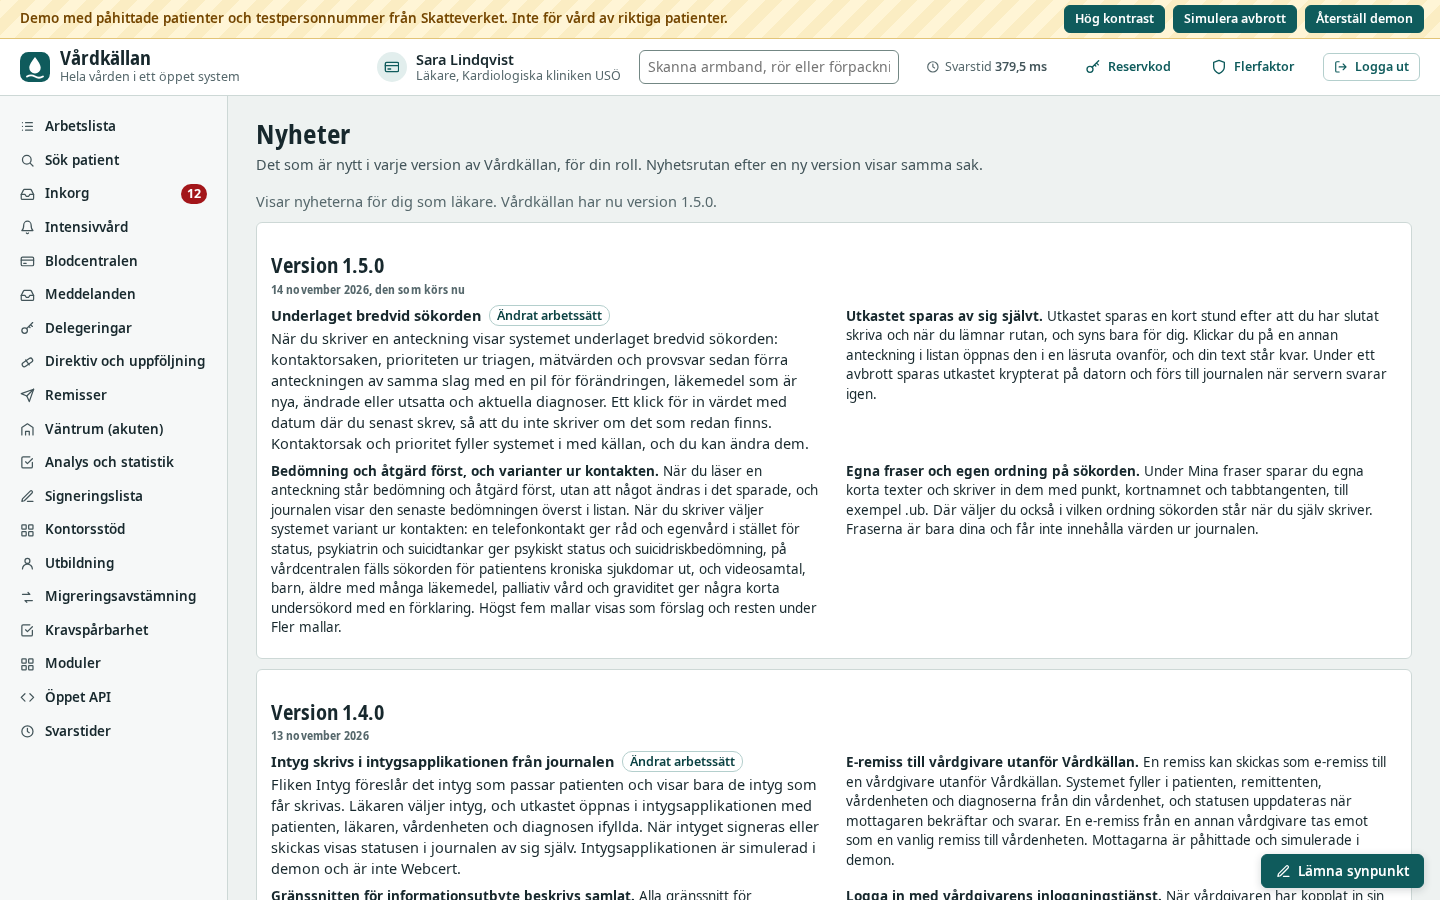 Demo med påhittade patienter och testpersonnummer från Skatteverket. Inte för vård av riktiga patienter.
Hög kontrast
Simulera avbrott
Återställ demon
Vårdkällan
Hela vården i ett öppet system
Sara Lindqvist
Läkare, Kardiologiska kliniken USÖ
Skanna armband, rör eller förpackni
Svarstid 379,5 ms
Reservkod
Flerfaktor
Logga ut
Arbetslista
Sök patient
Inkorg
12
Intensivvård
Blodcentralen
Meddelanden
Delegeringar
Direktiv och uppföljning
Remisser
Väntrum (akuten)
Analys och statistik
Signeringslista
Kontorsstöd
Utbildning
Migreringsavstämning
Kravspårbarhet
Moduler
Öppet API
Svarstider
Nyheter
Det som är nytt i varje version av Vårdkällan, för din roll. Nyhetsrutan efter en ny version visar samma sak.
Visar nyheterna för dig som läkare. Vårdkällan har nu version 1.5.0.
Version 1.5.0
14 november 2026, den som körs nu
Underlaget bredvid sökorden
Ändrat arbetssätt
När du skriver en anteckning visar systemet underlaget bredvid sökorden:
kontaktorsaken, prioriteten ur triagen, mätvärden och provsvar sedan förra
anteckningen av samma slag med en pil för förändringen, läkemedel som är
nya, ändrade eller utsatta och aktuella diagnoser. Ett klick för in värdet med
datum där du senast skrev, så att du inte skriver om det som redan finns.
Kontaktorsak och prioritet fyller systemet i med källan, och du kan ändra dem.
Utkastet sparas av sig självt. Utkastet sparas en kort stund efter att du har slutat
skriva och när du lämnar rutan, och syns bara för dig. Klickar du på en annan
anteckning i listan öppnas den i en läsruta ovanför, och din text står kvar. Under ett
avbrott sparas utkastet krypterat på datorn och förs till journalen när servern svarar
igen.
Bedömning och åtgärd först, och varianter ur kontakten. När du läser en
anteckning står bedömning och åtgärd först, utan att något ändras i det sparade, och
journalen visar den senaste bedömningen överst i listan. När du skriver väljer
systemet variant ur kontakten: en telefonkontakt ger råd och egenvård i stället för
status, psykiatrin och suicidtankar ger psykiskt status och suicidriskbedömning, på
vårdcentralen fälls sökorden för patientens kroniska sjukdomar ut, och videosamtal,
barn, äldre med många läkemedel, palliativ vård och graviditet ger några korta
undersökord med en förklaring. Högst fem mallar visas som förslag och resten under
Fler mallar.
Egna fraser och egen ordning på sökorden. Under Mina fraser sparar du egna
korta texter och skriver in dem med punkt, kortnamnet och tabbtangenten, till
exempel .ub. Där väljer du också i vilken ordning sökorden står när du själv skriver.
Fraserna är bara dina och får inte innehålla värden ur journalen.
Version 1.4.0
13 november 2026
Intyg skrivs i intygsapplikationen från journalen
Ändrat arbetssätt
Fliken Intyg föreslår det intyg som passar patienten och visar bara de intyg som
får skrivas. Läkaren väljer intyg, och utkastet öppnas i intygsapplikationen med
patienten, läkaren, vårdenheten och diagnosen ifyllda. När intyget signeras eller
skickas visas statusen i journalen av sig själv. Intygsapplikationen är simulerad i
demon och är inte Webcert.
E-remiss till vårdgivare utanför Vårdkällan. En remiss kan skickas som e-remiss till
en vårdgivare utanför Vårdkällan. Systemet fyller i patienten, remittenten,
vårdenheten och diagnoserna från din vårdenhet, och statusen uppdateras när
mottagaren bekräftar och svarar. En e-remiss från en annan vårdgivare tas emot
som en vanlig remiss till vårdenheten. Mottagarna är påhittade och simulerade i
demon.
Gränssnitten för informationsutbyte beskrivs samlat. Alla gränssnitt för
Logga in med vårdgivarens inloggningstjänst. När vårdgivaren har kopplat in sin
Lämna synpunkt